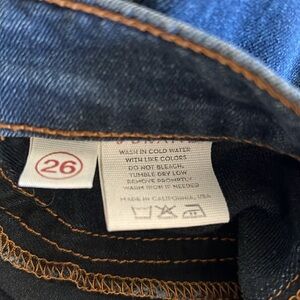 26
WASH IN COLD WATER
WITH LIKE COLORS
DO NOT BLEACH.
TUMBLE DRY LOW
REMOVE PROMPTLY
WARM IRON IF NEEDED
MADE IN CALIFORNIA, USA